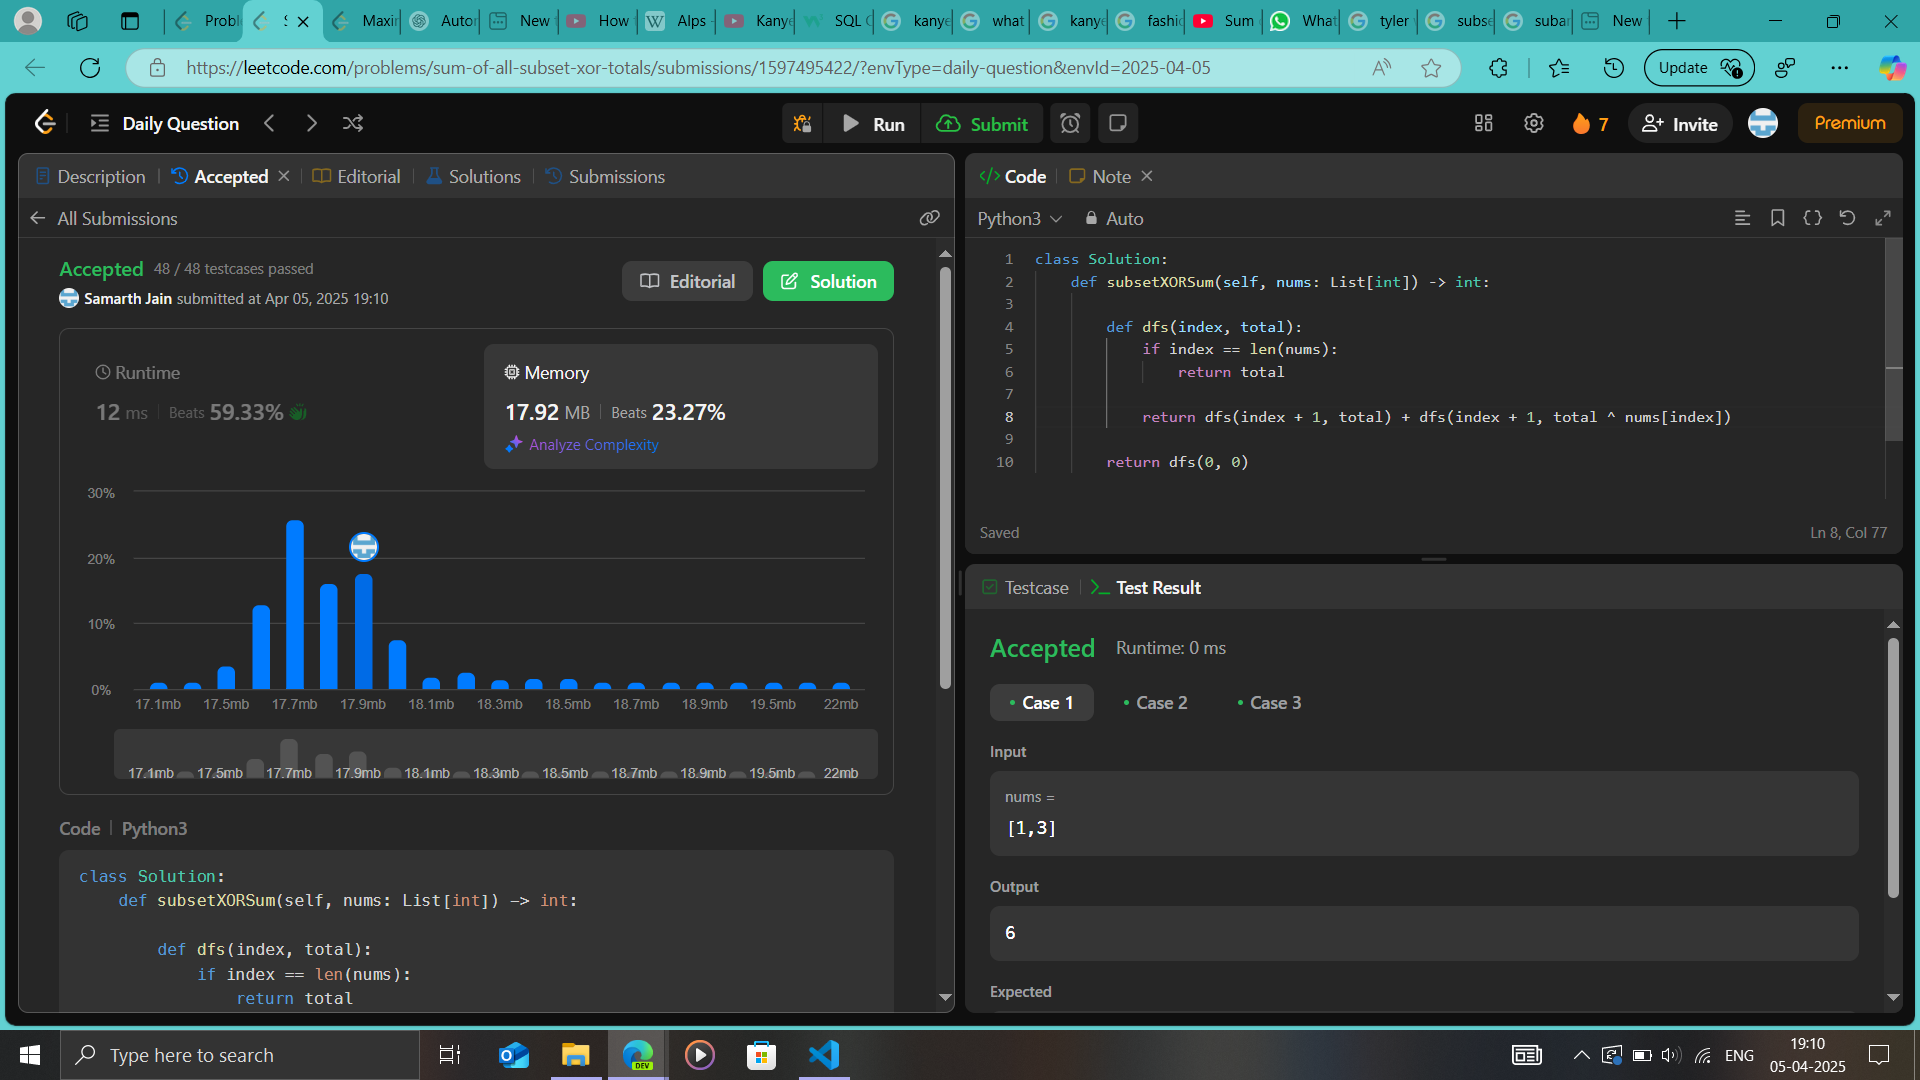 Probl
S
Maxir
Autor
New t
How t
Alps -
Kanye
SQL C
kanye
what
kanye
fashio
Sum
What
tyler
subse
subar
New
https://leetcode.com/problems/sum-of-all-subset-xor-totals/submissions/1597495422/?envType=daily-question&envId=2025-04-05
Update
Daily Question
Run
Submit
7
Invite
Premium
Description
Accepted
Editorial
Solutions
Submissions
All Submissions
Accepted 48 / 48 testcases passed
Samarth Jain submitted at Apr 05, 2025 19:10
Editorial
Solution
Runtime
12 ms
Beats 59.33%
Memory
17.92 MB
Beats 23.27%
Analyze Complexity
30%
20%
10%
0%
17.1mb 17.5mb 17.7mb 17.9mb 18.1mb 18.3mb 18.5mb 18.7mb 18.9mb 19.5mb 22mb
17.1mb 17.5mb 17.7mb 17.9mb 18.1mb 18.3mb 18.5mb 18.7mb 18.9mb 19.5mb 22mb
Code | Python3
class Solution:
def subsetXORSum(self, nums: List[int]) -> int:
def dfs(index, total):
if index == len(nums):
return total
</> Code
Note
Python3
Auto
1 class Solution:
2 def subsetXORSum(self, nums: List[int]) -> int:
3
4 def dfs(index, total):
5 if index == len(nums):
6 return total
7
8 return dfs(index + 1, total) + dfs(index + 1, total ^ nums[index])
9
10 return dfs(0, 0)
Saved
Ln 8, Col 77
Testcase
Test Result
Accepted
Runtime: 0 ms
Case 1
Case 2
Case 3
Input
nums =
[1,3]
Output
6
Expected
Type here to search
DEV
ENG
19:10
05-04-2025